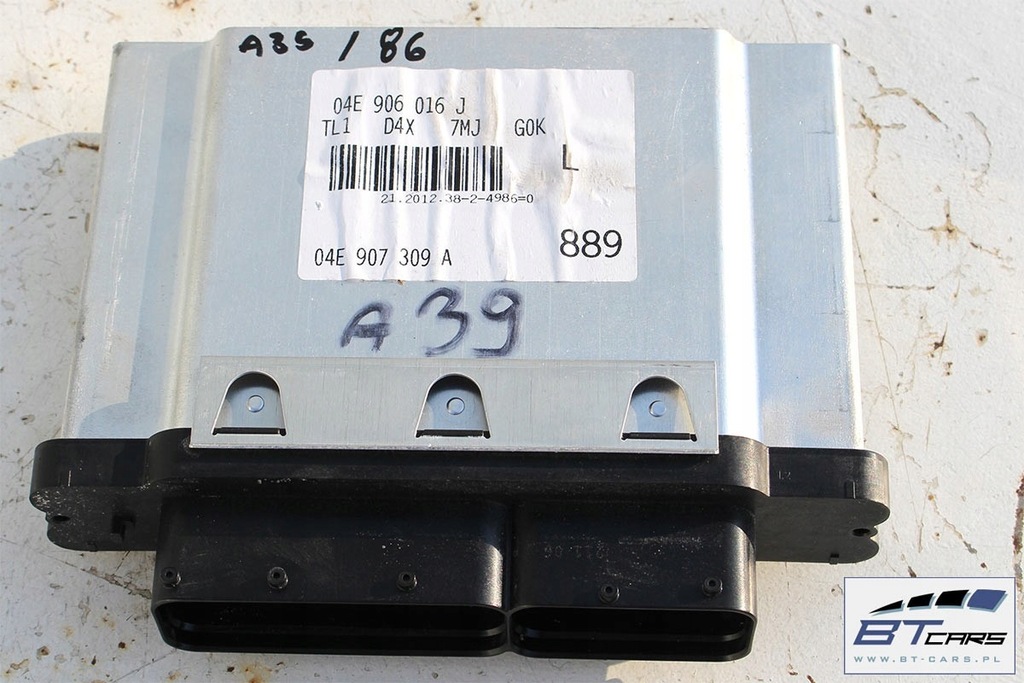 A3S / 86
04E 906 016 J
TL1 D4X 7MJ G0K
L
21.2012.38-2-4986=0
889
04E 907 309 A
A39
BT CARS
WWW.BT-CARS.PL